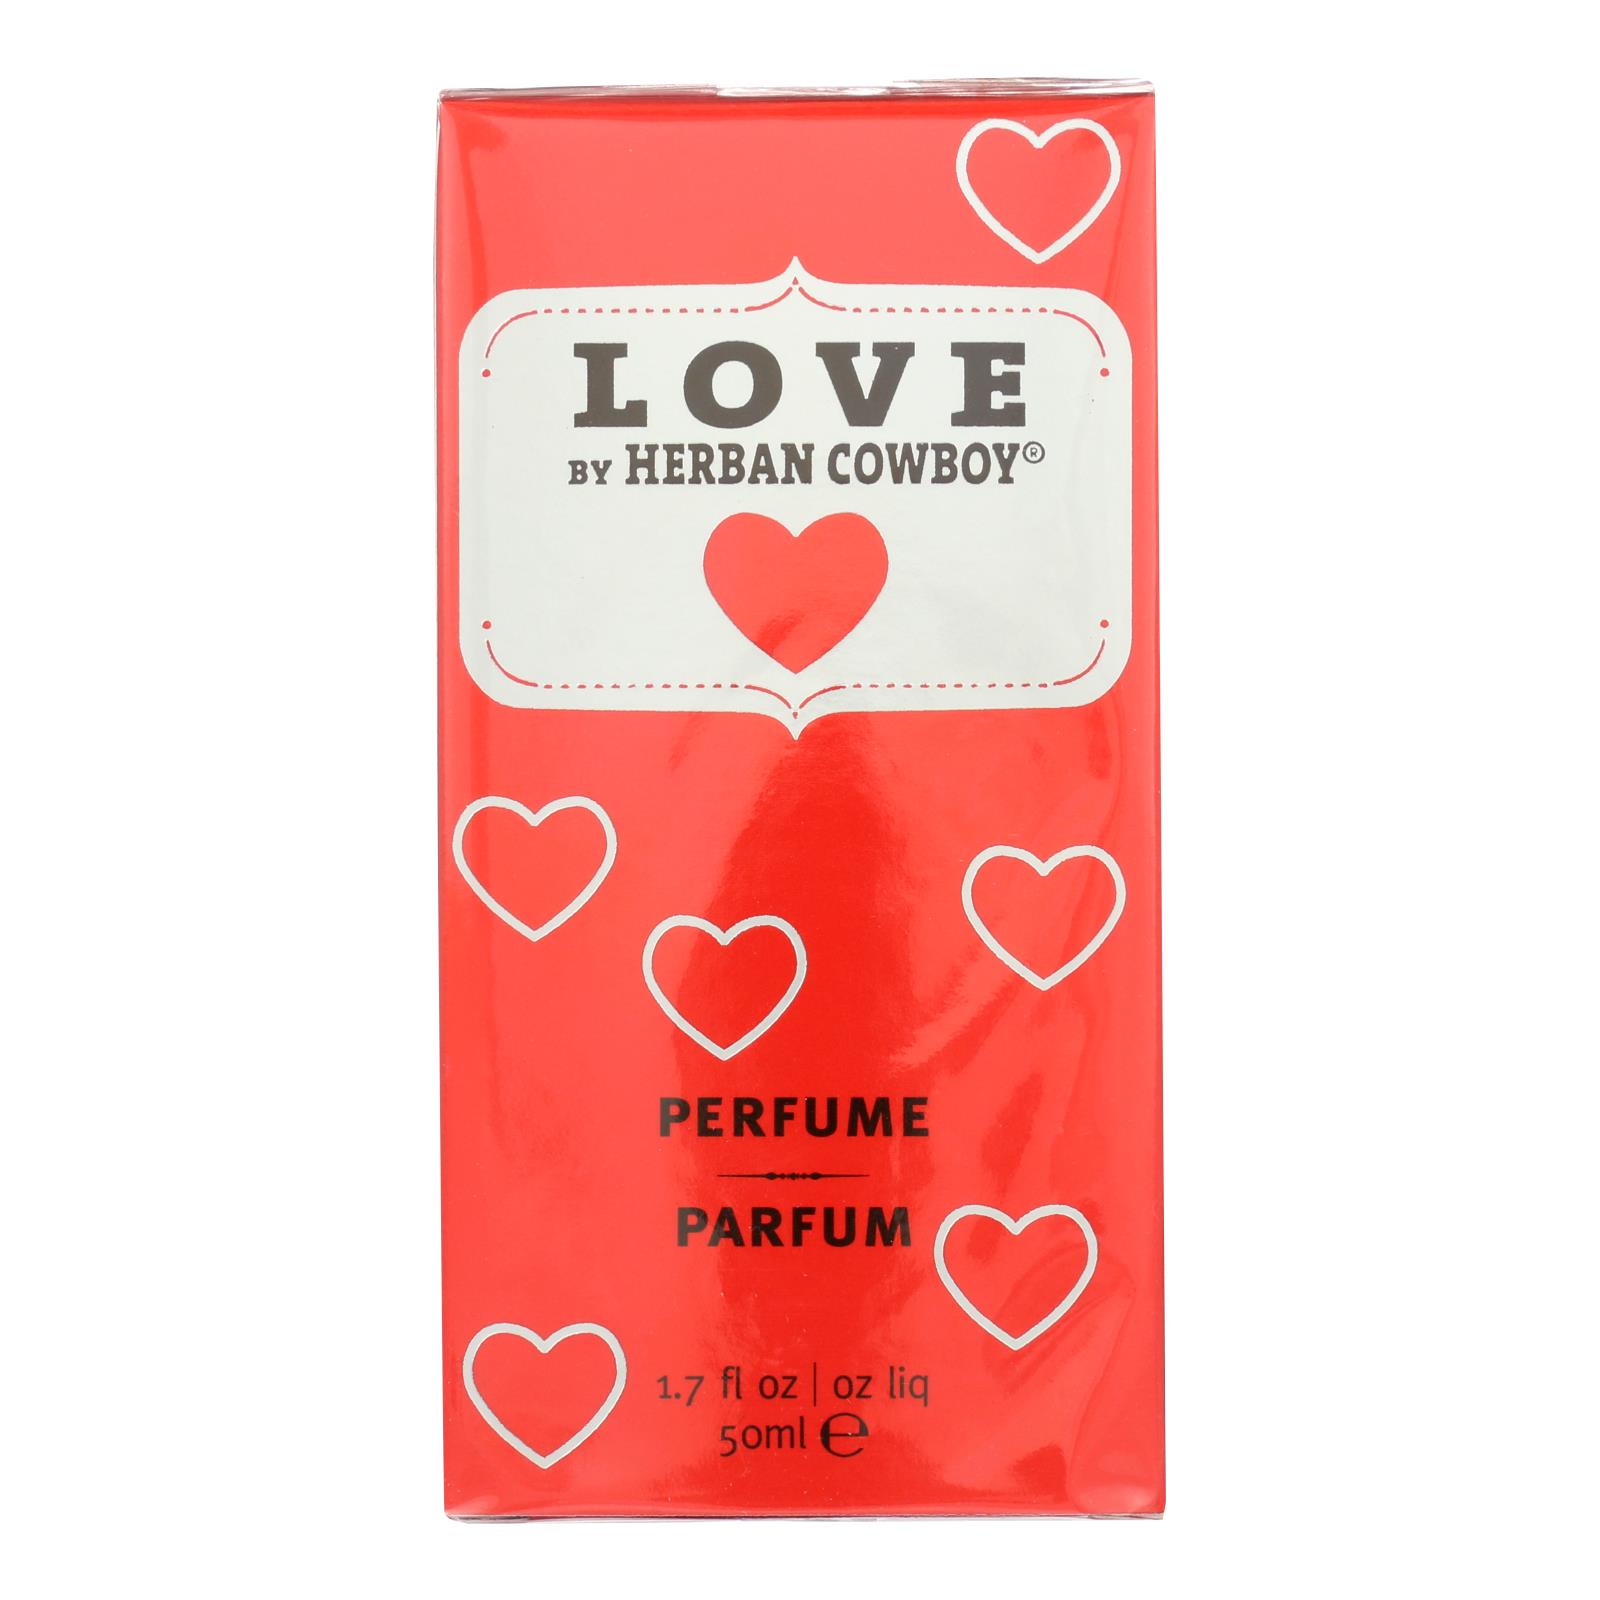 LOVE
BY HERBAN COWBOY®
PERFUME
PARFUM
1.7 fl oz | oz liq
50ml ℮